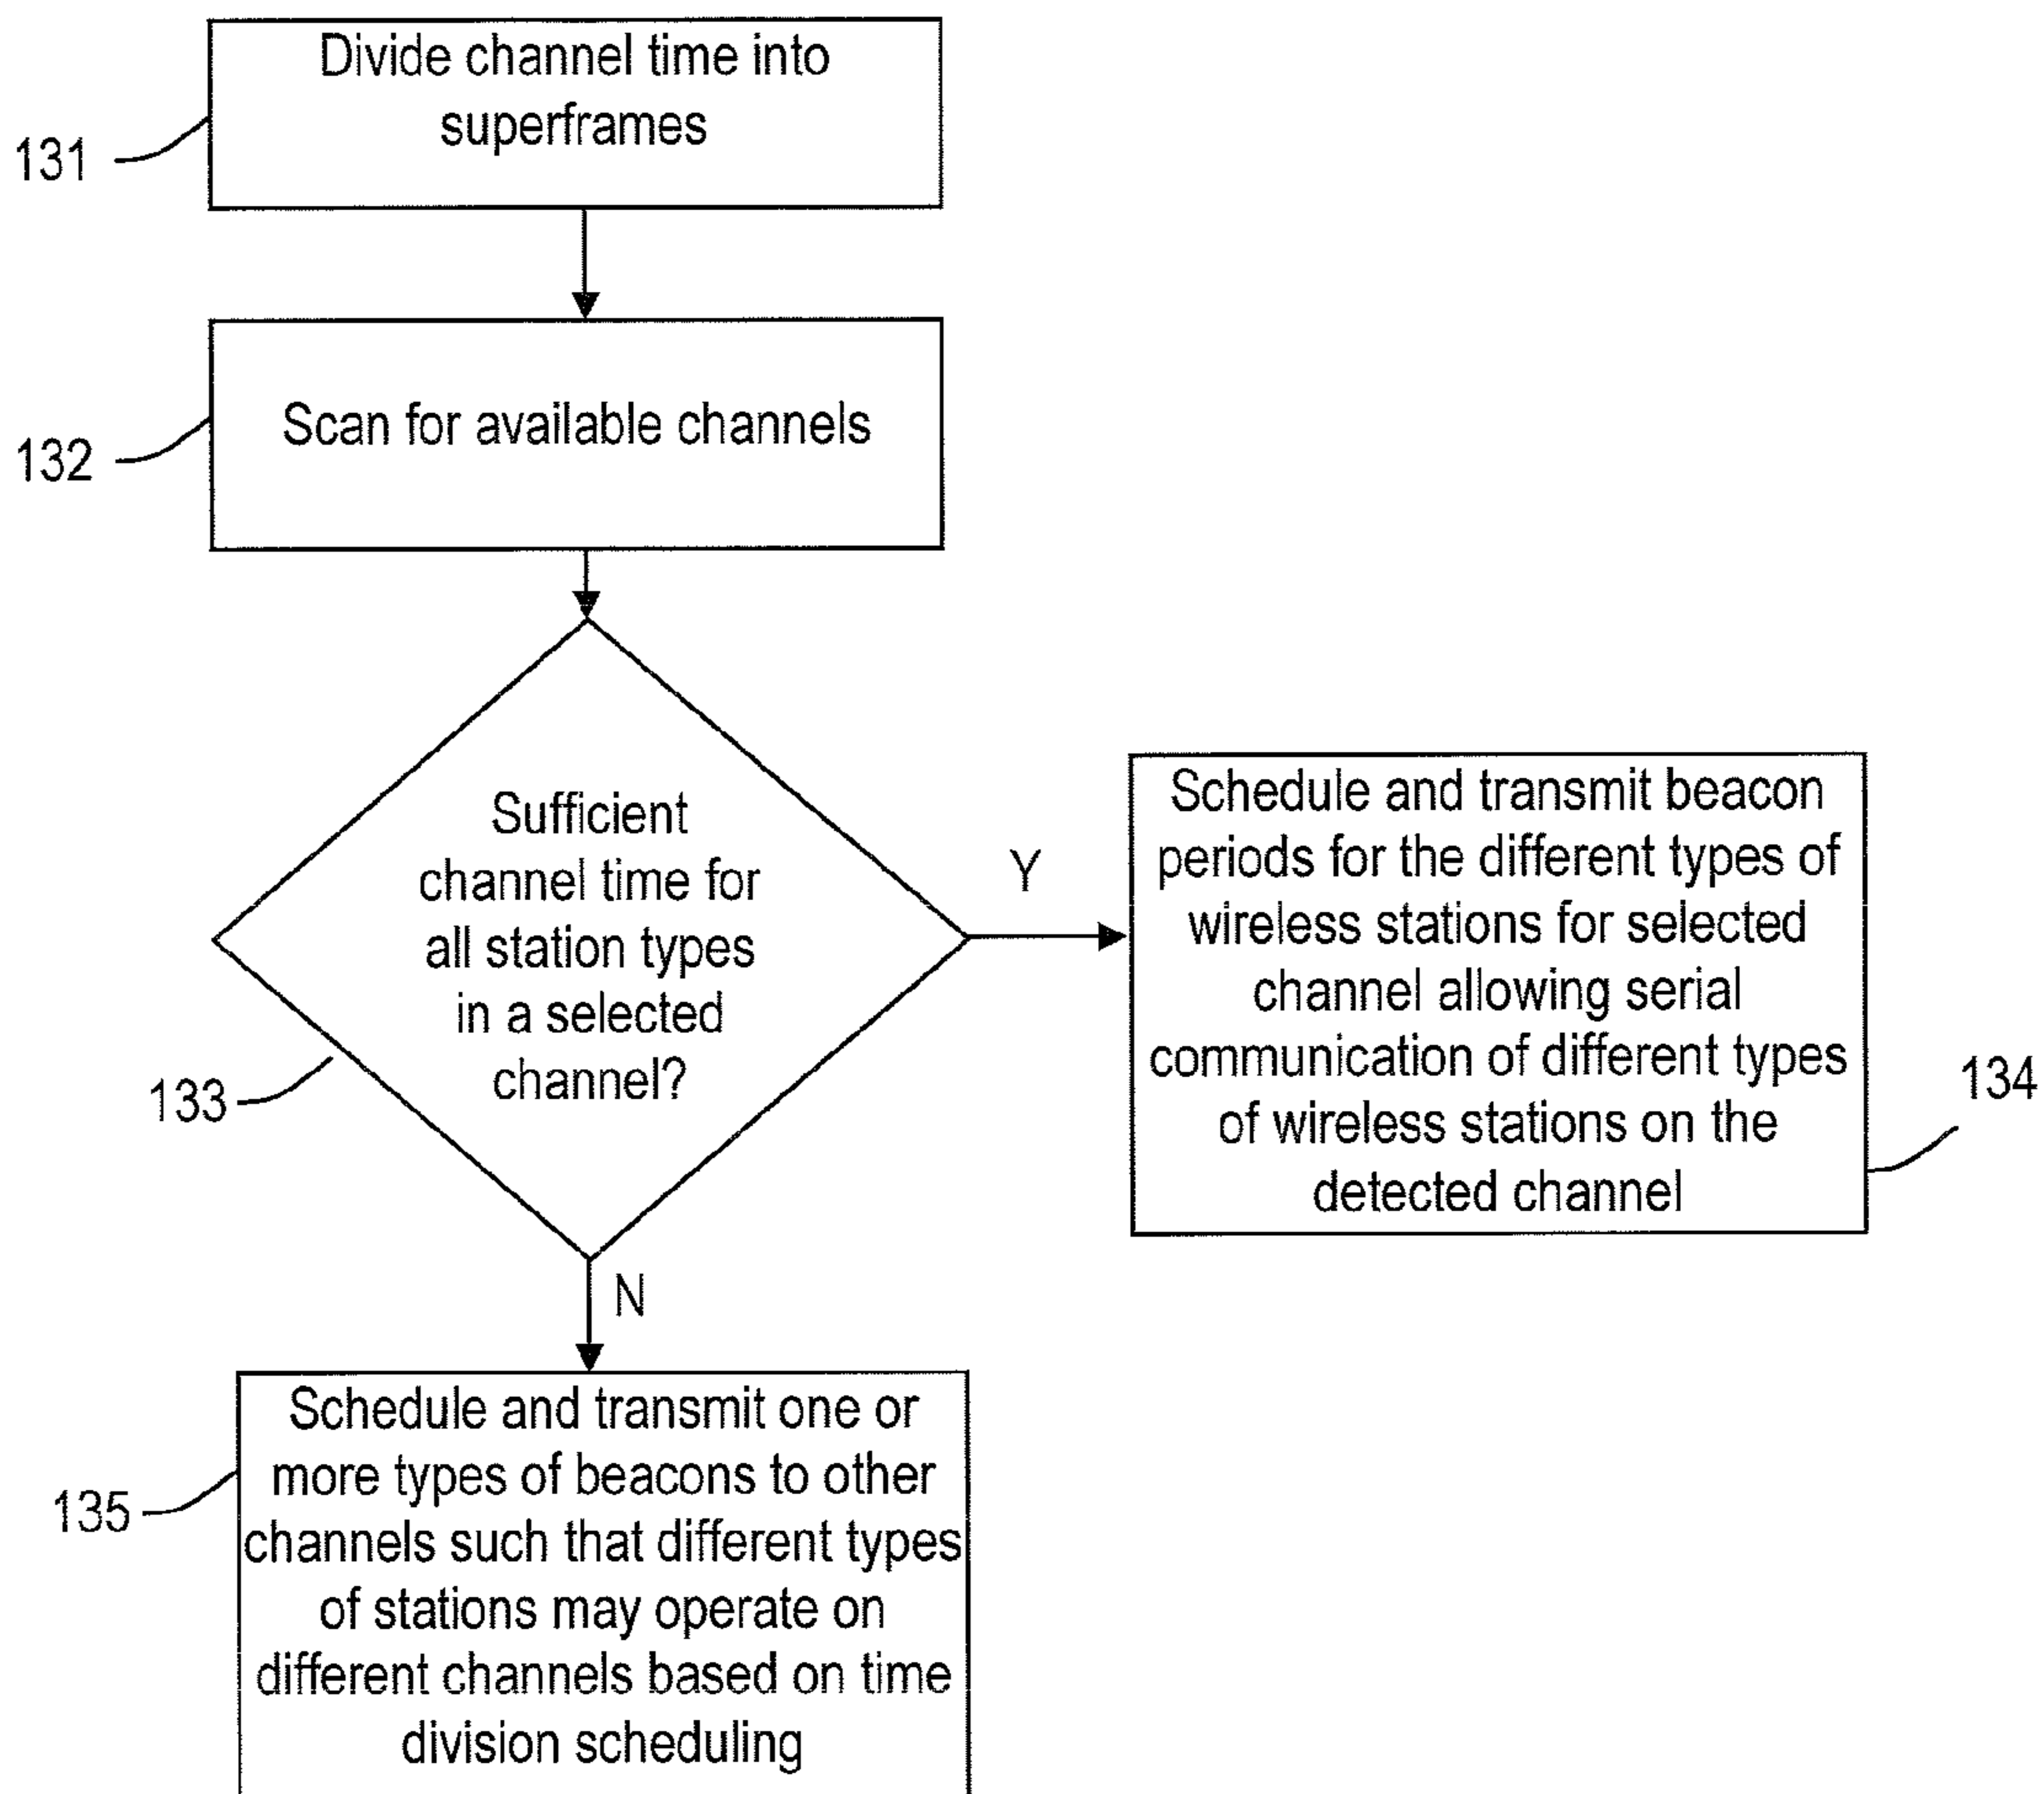 Divide channel time into
superframes
131
Scan for available channels
132
Sufficient
channel time for
all station types
in a selected
channel?
133
Y
Schedule and transmit beacon
periods for the different types of
wireless stations for selected
channel allowing serial
communication of different types
of wireless stations on the
detected channel
134
N
Schedule and transmit one or
more types of beacons to other
channels such that different types
of stations may operate on
different channels based on time
division scheduling
135